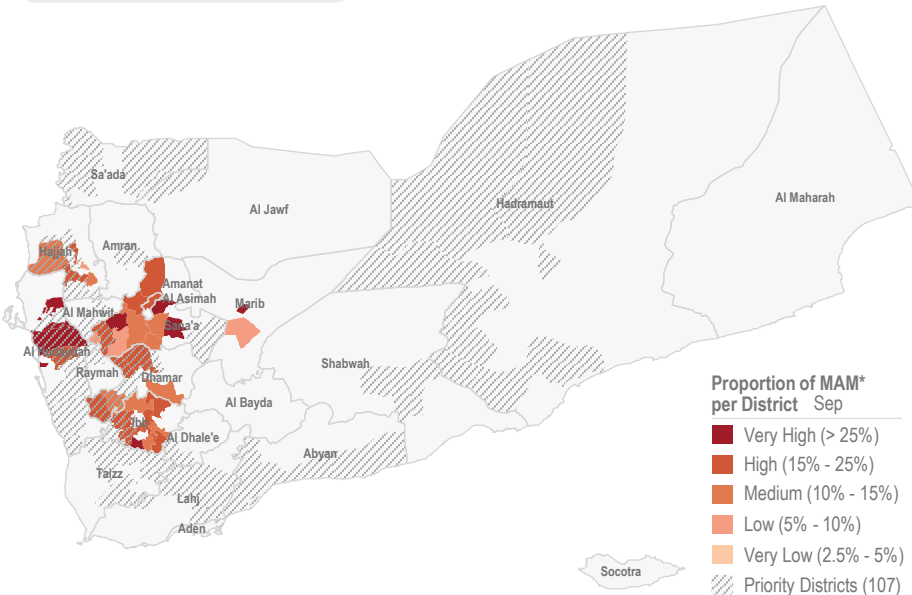 Sa'ada
Al Jawf
Hadramaut
Al Maharah
Hajjah
Amran
Amanat
Al Asimah
Marib
Al Mahwit
Sana'a
Al Hudaydah
Raymah
Dhamar
Shabwah
Al Bayda
Ibb
Al Dhale'e
Abyan
Taizz
Lahj
Aden
Socotra
Proportion of MAM*
per District Sep
Very High (> 25%)
High (15% - 25%)
Medium (10% - 15%)
Low (5% - 10%)
Very Low (2.5% - 5%)
Priority Districts (107)